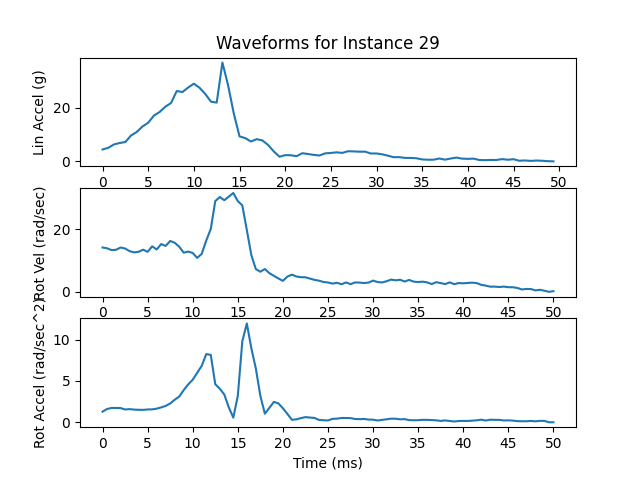 Waveforms for Instance 29
Lin Accel (g)
20
0
0 5 10 15 20 25 30 35 40 45 50
Rot Vel (rad/sec)
20
0
0 5 10 15 20 25 30 35 40 45 50
Rot Accel (rad/sec^2)
10
5
0
0 5 10 15 20 25 30 35 40 45 50
Time (ms)